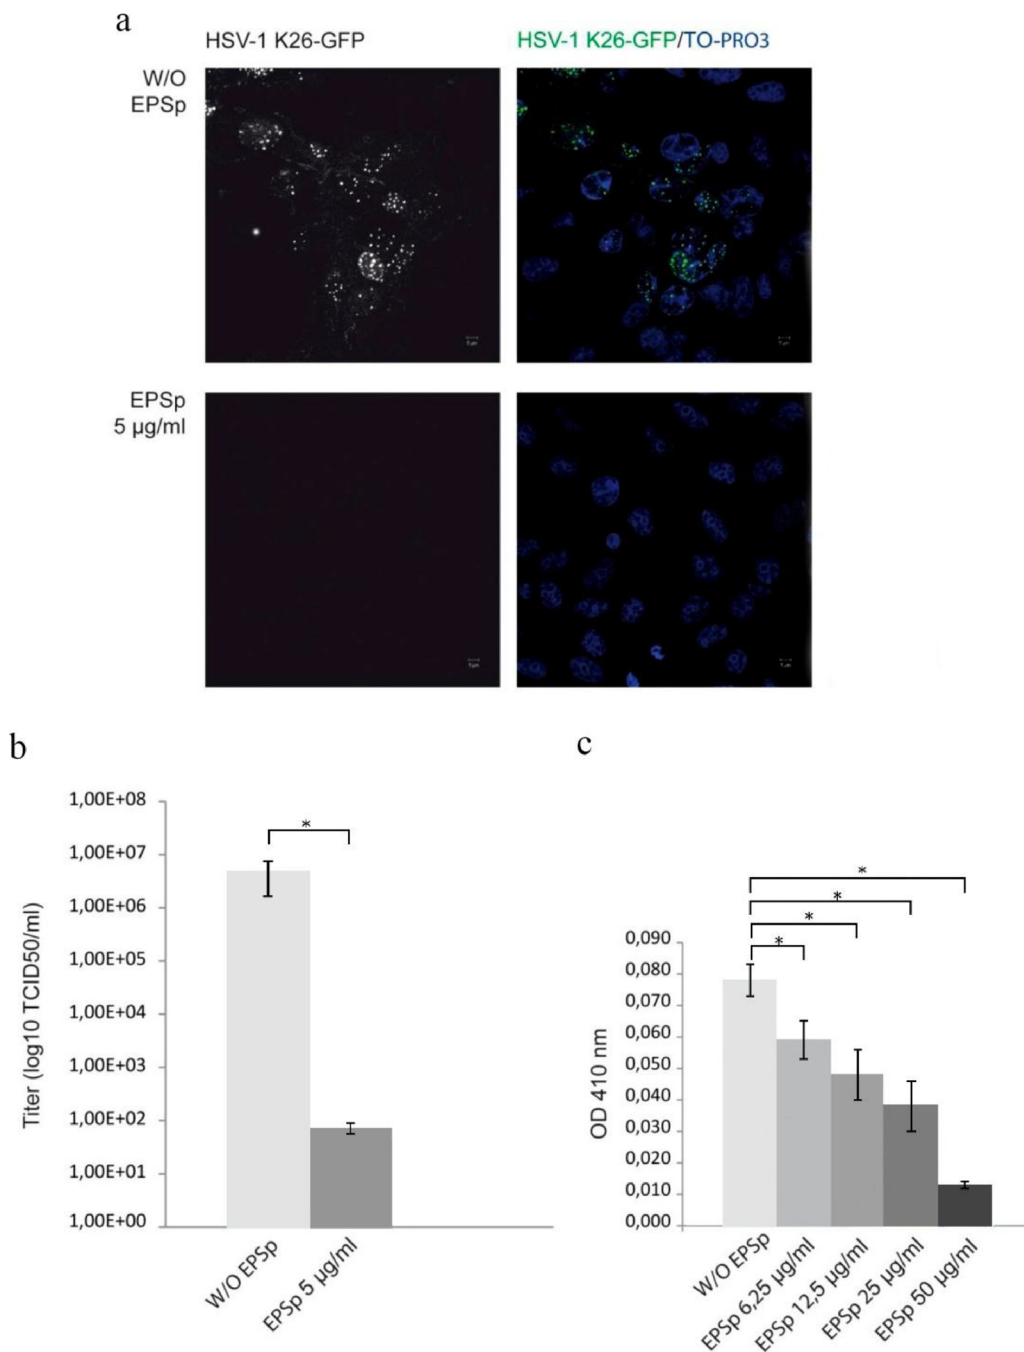 a
HSV-1 K26-GFP
HSV-1 K26-GFP/TO-PRO3
W/O
EPSp
EPSp
5 µg/ml
b
1,00E+08
1,00E+07
1,00E+06
1,00E+05
1,00E+04
1,00E+03
1,00E+02
1,00E+01
1,00E+00
Titer (log10 TCID50/ml)
*
W/O EPSp
EPSp 5 µg/ml
c
*
*
*
*
0,090
0,080
0,070
0,060
0,050
0,040
0,030
0,020
0,010
0,000
OD 410 nm
W/O EPSp
EPSp 6,25 µg/ml
EPSp 12,5 µg/ml
EPSp 25 µg/ml
EPSp 50 µg/ml